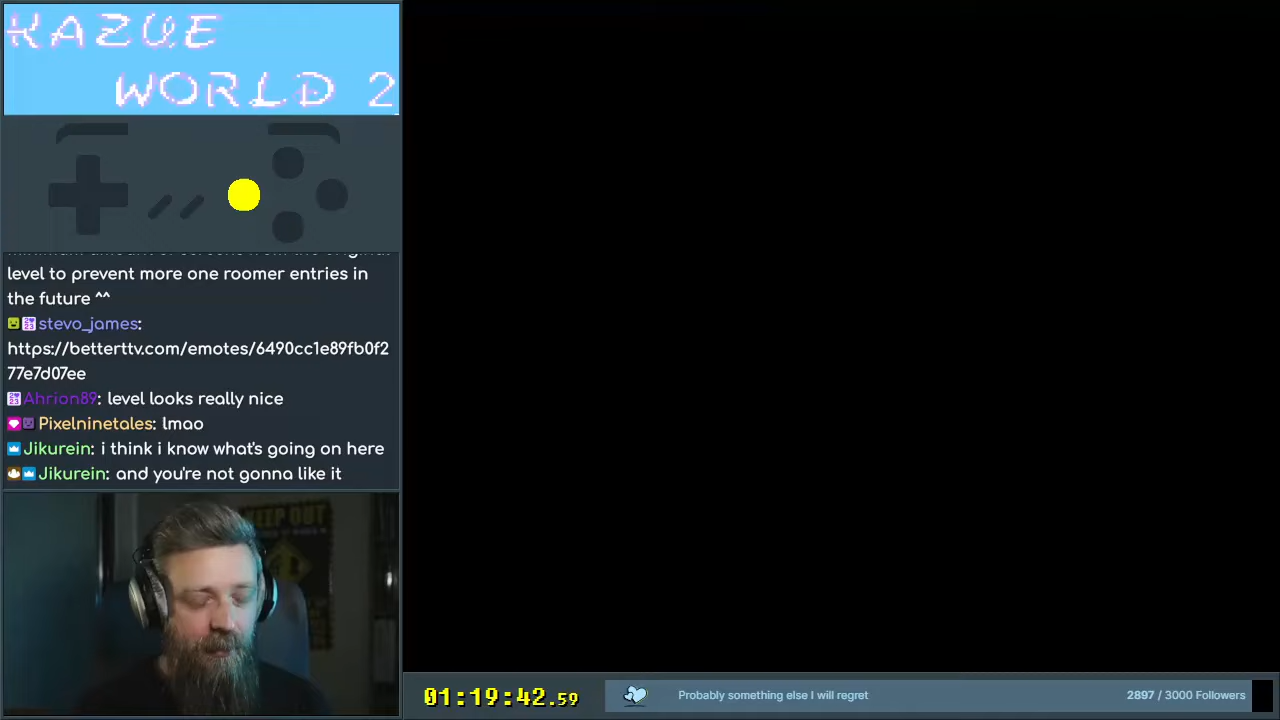 KAZUE
WORLD 2
level to prevent more one roomer entries in
the future ^^
stevo_james:
https://betterttv.com/emotes/6490cc1e89fb0f2
77e7d07ee
Ahrion89: level looks really nice
Pixelninetales: lmao
Jikurein: i think i know what's going on here
Jikurein: and you're not gonna like it
KEEP OUT
01:19:42.59
Probably something else I will regret
2897 / 3000 Followers